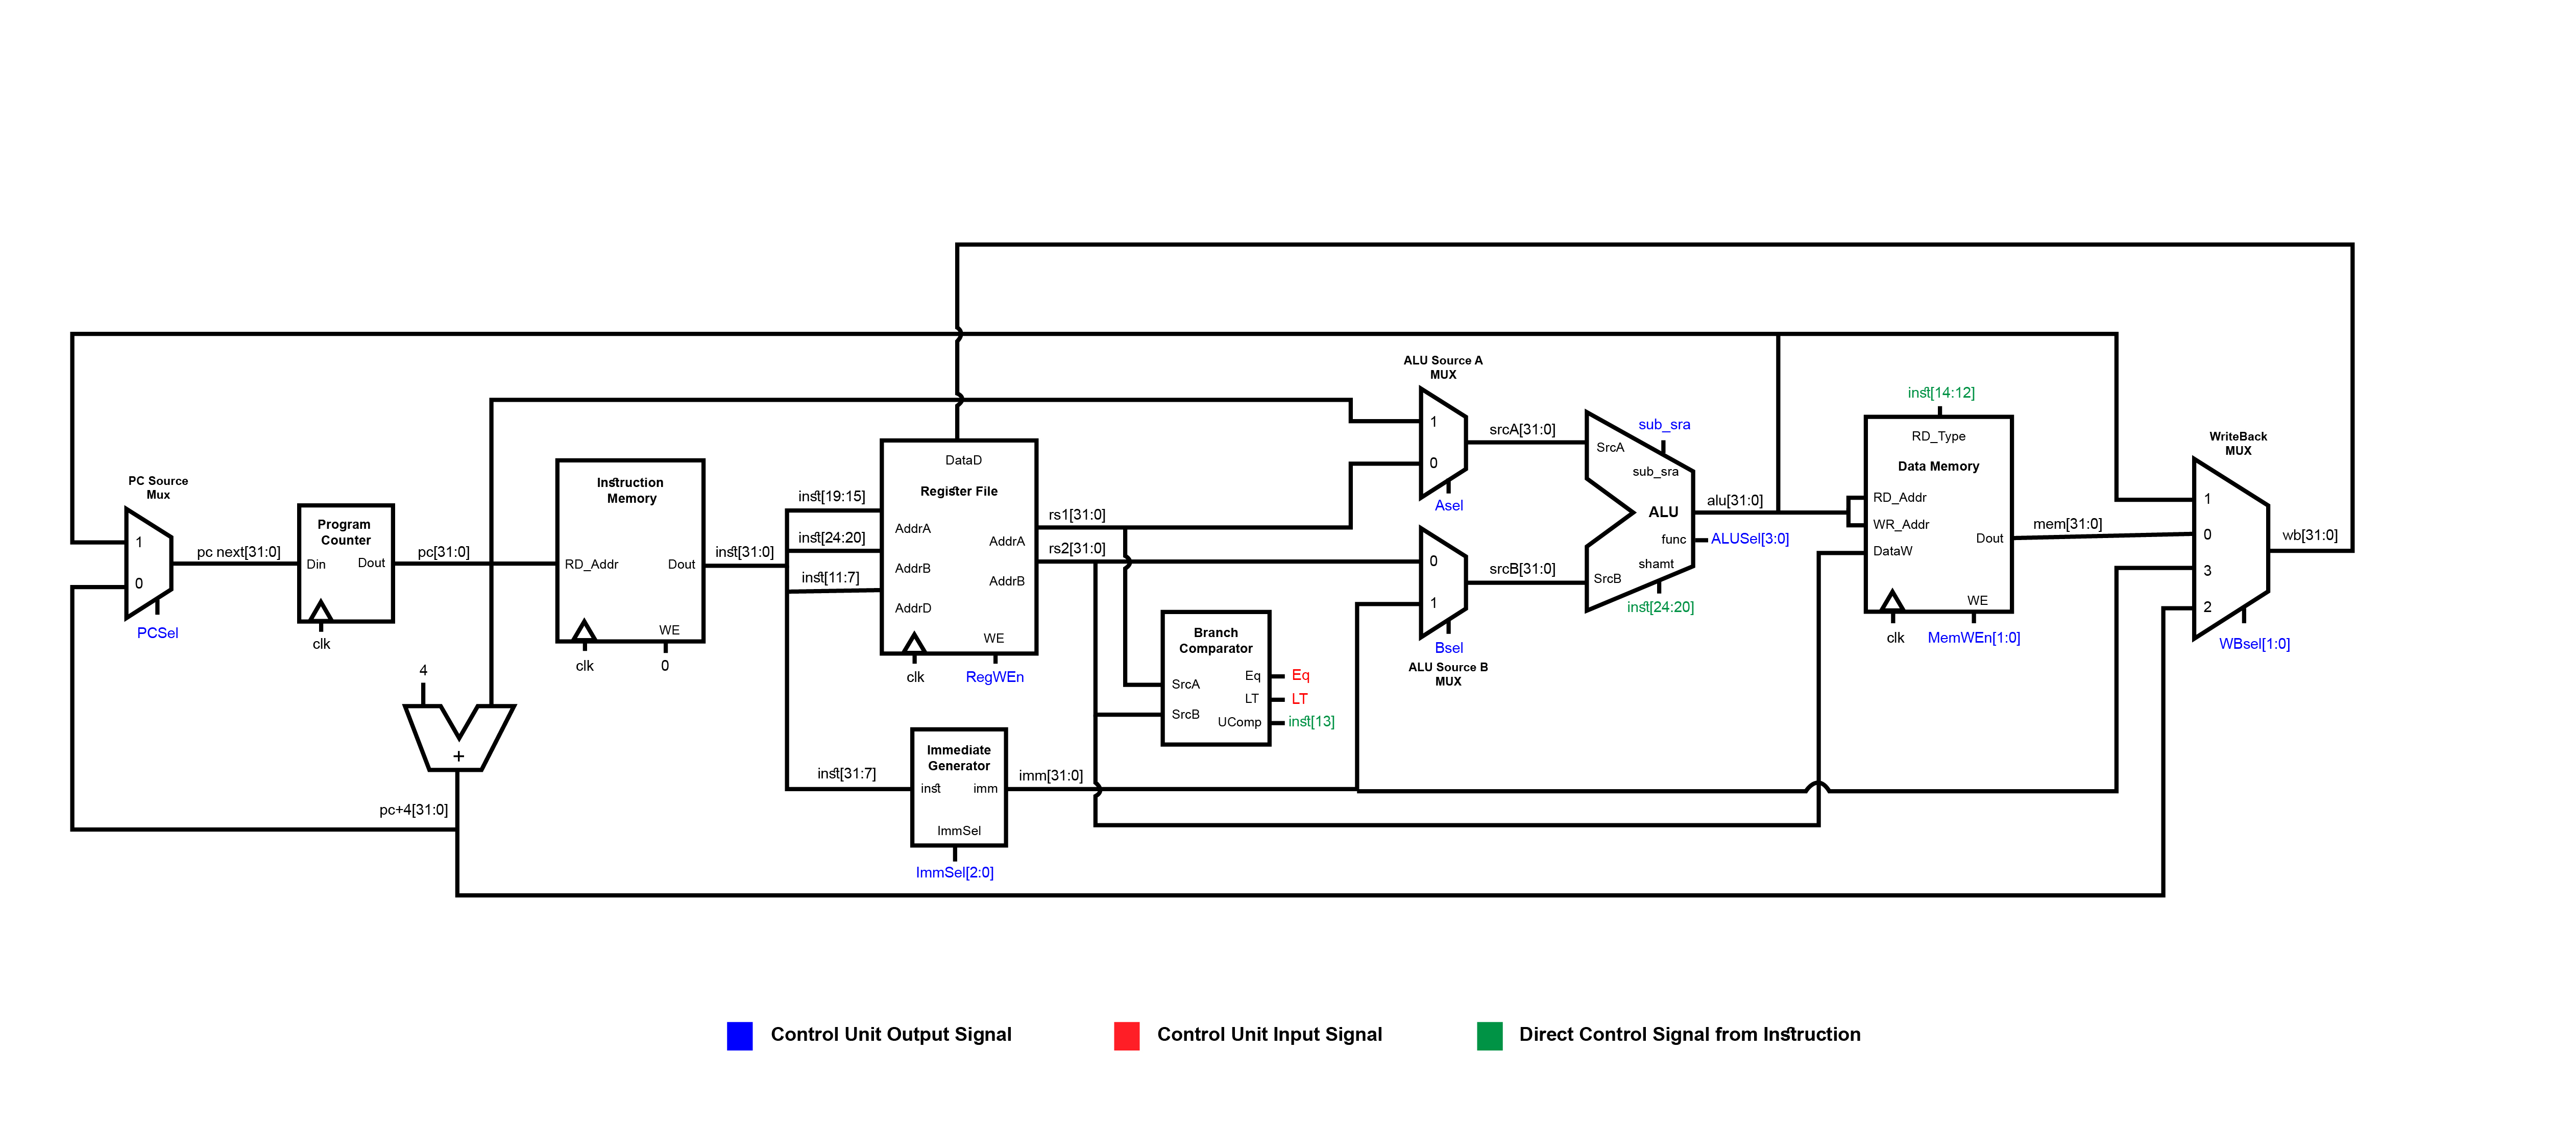 PC Source
Mux
1
0
PCSel
pc next[31:0]
Program
Counter
Din
Dout
clk
pc[31:0]
4
+
pc+4[31:0]
Instruction
Memory
RD_Addr
Dout
WE
clk
0
inst[31:0]
inst[19:15]
inst[24:20]
inst[11:7]
inst[31:7]
DataD
Register File
AddrA
AddrB
AddrD
AddrA
AddrB
WE
clk
RegWEn
rs1[31:0]
rs2[31:0]
Immediate
Generator
inst
imm
ImmSel
ImmSel[2:0]
imm[31:0]
Branch
Comparator
SrcA
SrcB
Eq
LT
UComp
Eq
LT
inst[13]
ALU Source A
MUX
1
0
Asel
0
1
Bsel
ALU Source B
MUX
srcA[31:0]
srcB[31:0]
sub_sra
SrcA
sub_sra
ALU
func
shamt
SrcB
inst[24:20]
alu[31:0]
ALUSel[3:0]
inst[14:12]
RD_Type
Data Memory
RD_Addr
WR_Addr
DataW
Dout
WE
clk
MemWEn[1:0]
mem[31:0]
WriteBack
MUX
1
0
3
2
WBsel[1:0]
wb[31:0]
Control Unit Output Signal
Control Unit Input Signal
Direct Control Signal from Instruction